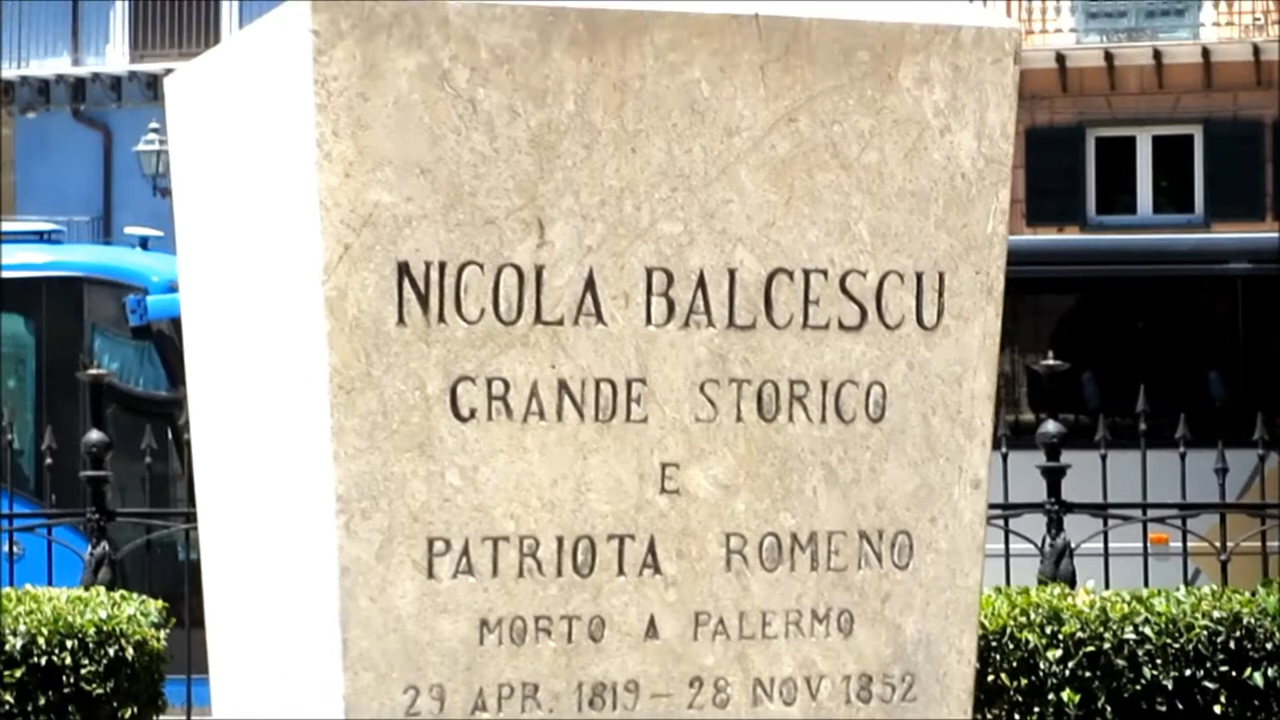 NICOLA BALCESCU
GRANDE STORICO
E
PATRIOTA ROMENO
MORTO A PALERMO
29 APR. 1819 – 28 NOV 1852